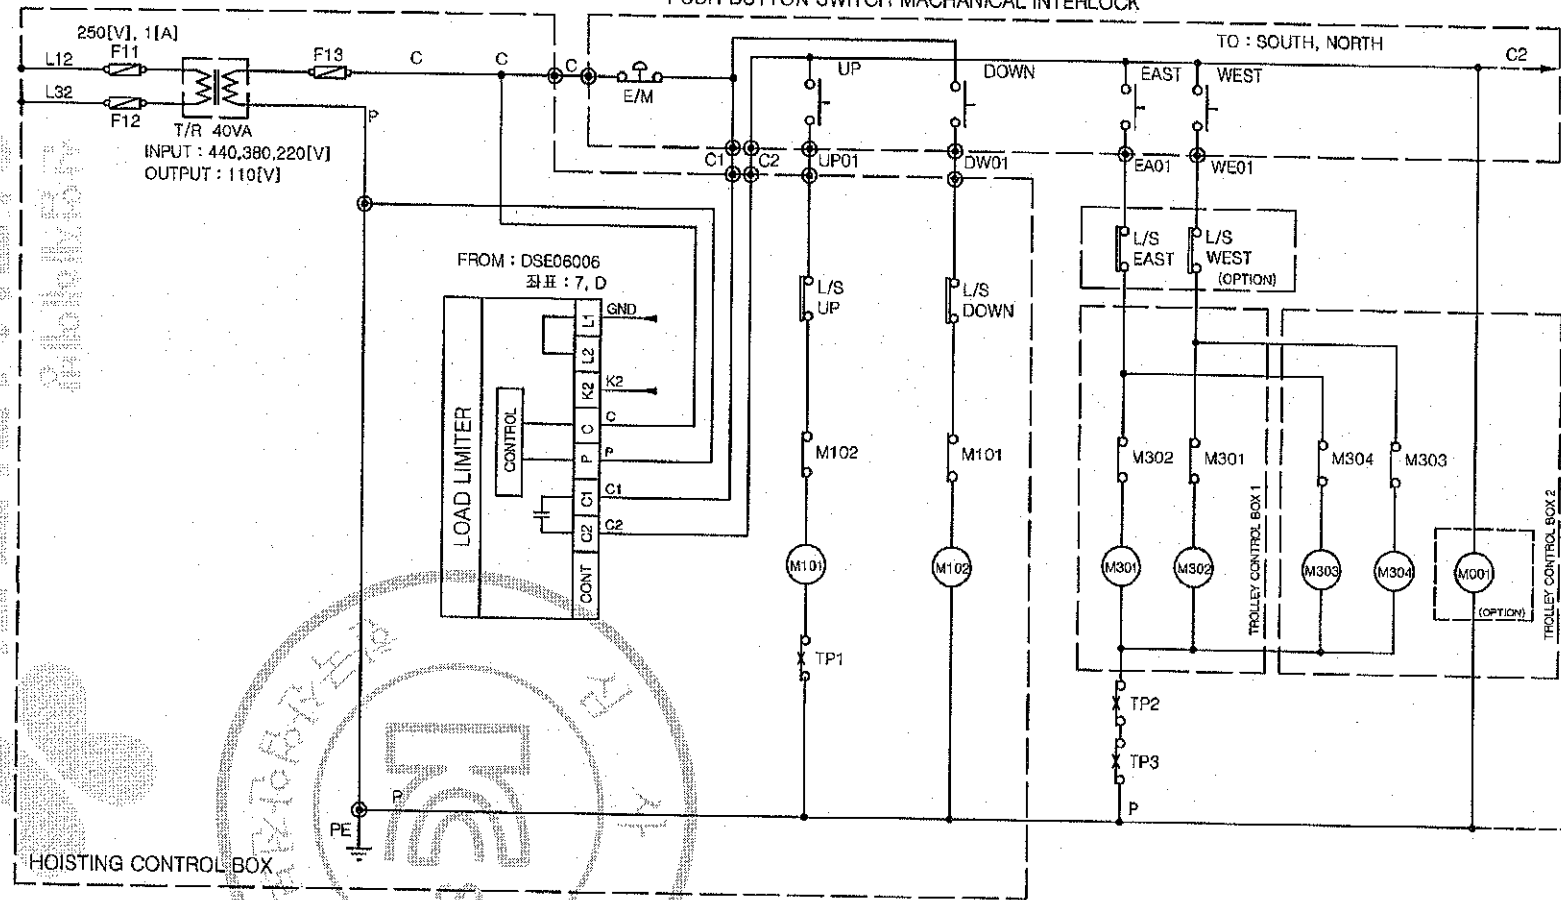 PUSH BUTTON SWITCH MACHANICAL INTERLOCK
250[V], 1[A]
F11
L12
F13
C
C
C
E/M
UP
DOWN
TO : SOUTH, NORTH
EAST
WEST
C2
L32
F12
T/R 40VA
INPUT : 440,380,220[V]
OUTPUT : 110[V]
P
C1
C2
UP01
DW01
EA01
WE01
L/S
EAST
L/S
WEST
(OPTION)
FROM : DSE06006
좌표 : 7, D
L/S
UP
L/S
DOWN
LOAD LIMITER
CONTROL
L1
GND
L2
K2
K2
C
C
P
P
C1
C1
C2
C2
CONT
M102
M101
M302
M301
M304
M303
M101
M102
M301
M302
M303
M304
M001
(OPTION)
TROLLEY CONTROL BOX 1
TROLLEY CONTROL BOX 2
TP1
TP2
TP3
P
P
PE
HOISTING CONTROL BOX